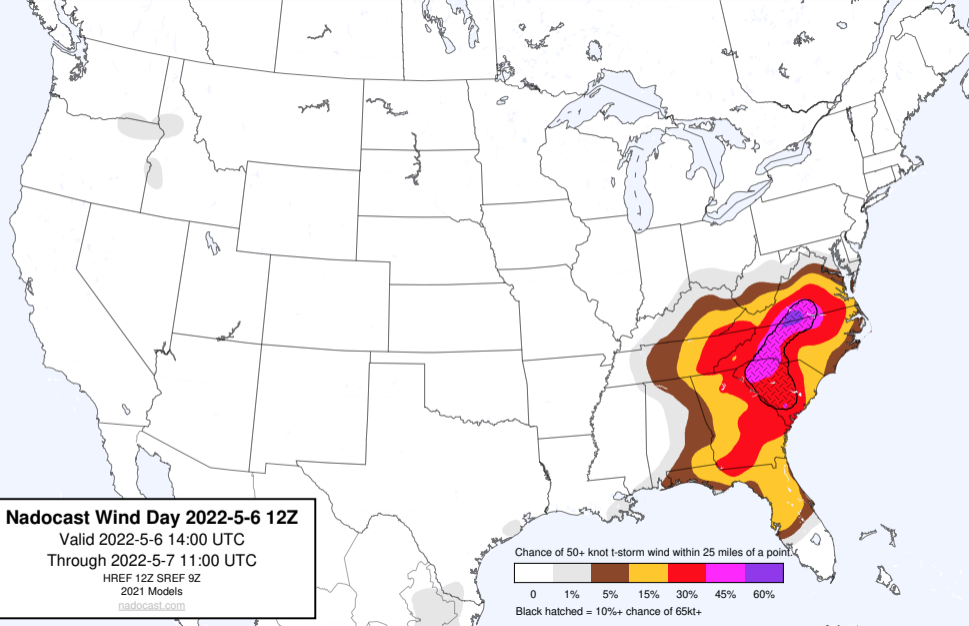 Nadocast Wind Day 2022-5-6 12Z
Valid 2022-5-6 14:00 UTC
Through 2022-5-7 11:00 UTC
HREF 12Z SREF 9Z
2021 Models
nadocast.com
Chance of 50+ knot t-storm wind within 25 miles of a point.
0 1% 5% 15% 30% 45% 60%
Black hatched = 10%+ chance of 65kt+